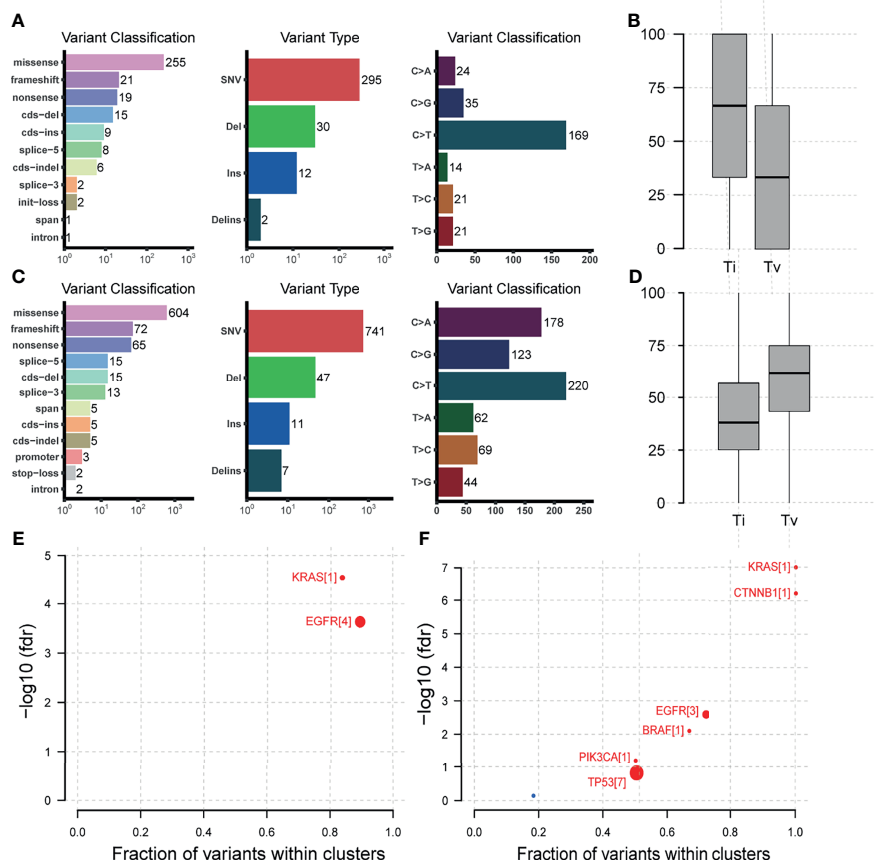 A
Variant Classification
missense 255
frameshift 21
nonsense 19
cds-del 15
cds-ins 9
splice-5 8
cds-indel 6
splice-3 2
init-loss 2
span 1
intron 1
10^0 10^1 10^2 10^3
Variant Type
SNV 295
Del 30
Ins 12
Delins 2
10^0 10^1 10^2 10^3
Variant Classification
C>A 24
C>G 35
C>T 169
T>A 14
T>C 21
T>G 21
0 50 100 150 200
B
100
75
50
25
0
Ti Tv
C
Variant Classification
missense 604
frameshift 72
nonsense 65
splice-5 15
cds-del 15
splice-3 13
span 5
cds-ins 5
cds-indel 5
promoter 3
stop-loss 2
intron 2
10^0 10^1 10^2 10^3
Variant Type
SNV 741
Del 47
Ins 11
Delins 7
10^0 10^1 10^2 10^3
Variant Classification
C>A 178
C>G 123
C>T 220
T>A 62
T>C 69
T>G 44
0 50 100 150 200 250
D
100
75
50
25
0
Ti Tv
E
−log10 (fdr)
5
4
3
2
1
0
KRAS[1]
EGFR[4]
0.0 0.2 0.4 0.6 0.8 1.0
Fraction of variants within clusters
F
−log10 (fdr)
7
6
5
4
3
2
1
0
KRAS[1]
CTNNB1[1]
EGFR[3]
BRAF[1]
PIK3CA[1]
TP53[7]
0.0 0.2 0.4 0.6 0.8 1.0
Fraction of variants within clusters